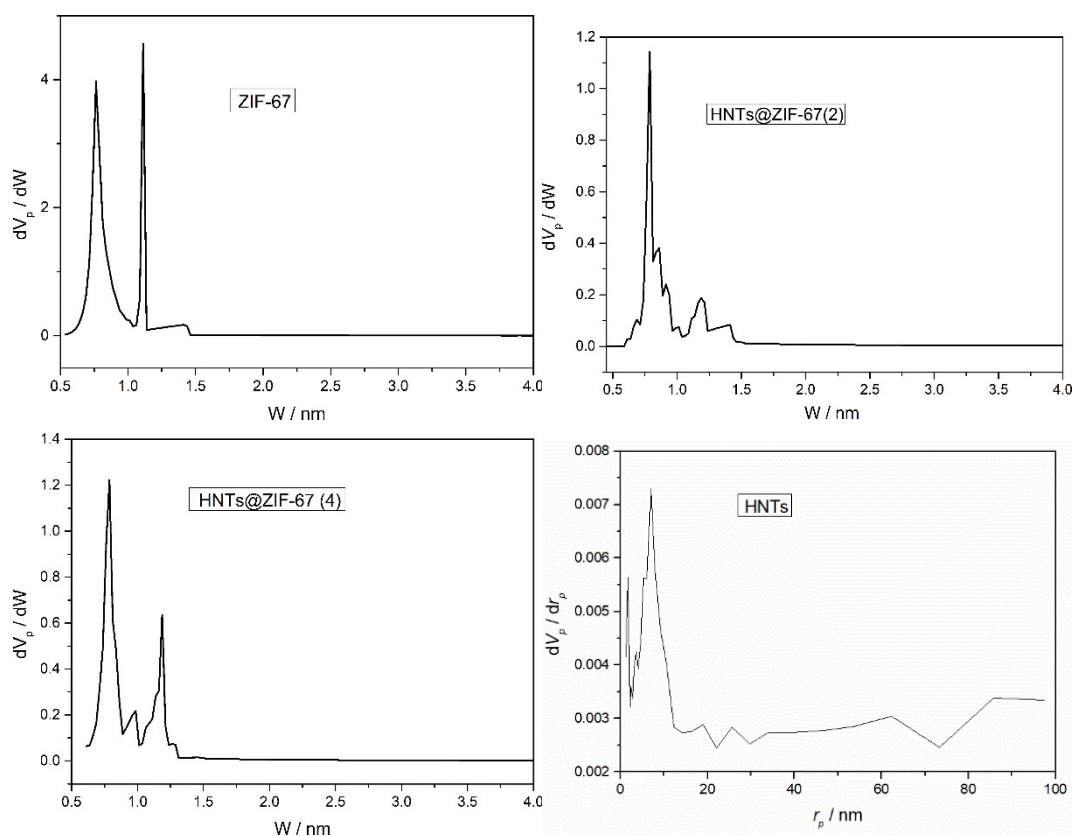 4
2
0
dVp / dW
ZIF-67
0.5 1.0 1.5 2.0 2.5 3.0 3.5 4.0
W / nm
1.2
1.0
0.8
0.6
0.4
0.2
0.0
dVp / dW
HNTs@ZIF-67(2)
0.5 1.0 1.5 2.0 2.5 3.0 3.5 4.0
W / nm
1.4
1.2
1.0
0.8
0.6
0.4
0.2
0.0
dVp / dW
HNTs@ZIF-67 (4)
0.5 1.0 1.5 2.0 2.5 3.0 3.5 4.0
W / nm
0.008
0.007
0.006
0.005
0.004
0.003
0.002
dVp / drp
HNTs
0 20 40 60 80 100
rp / nm